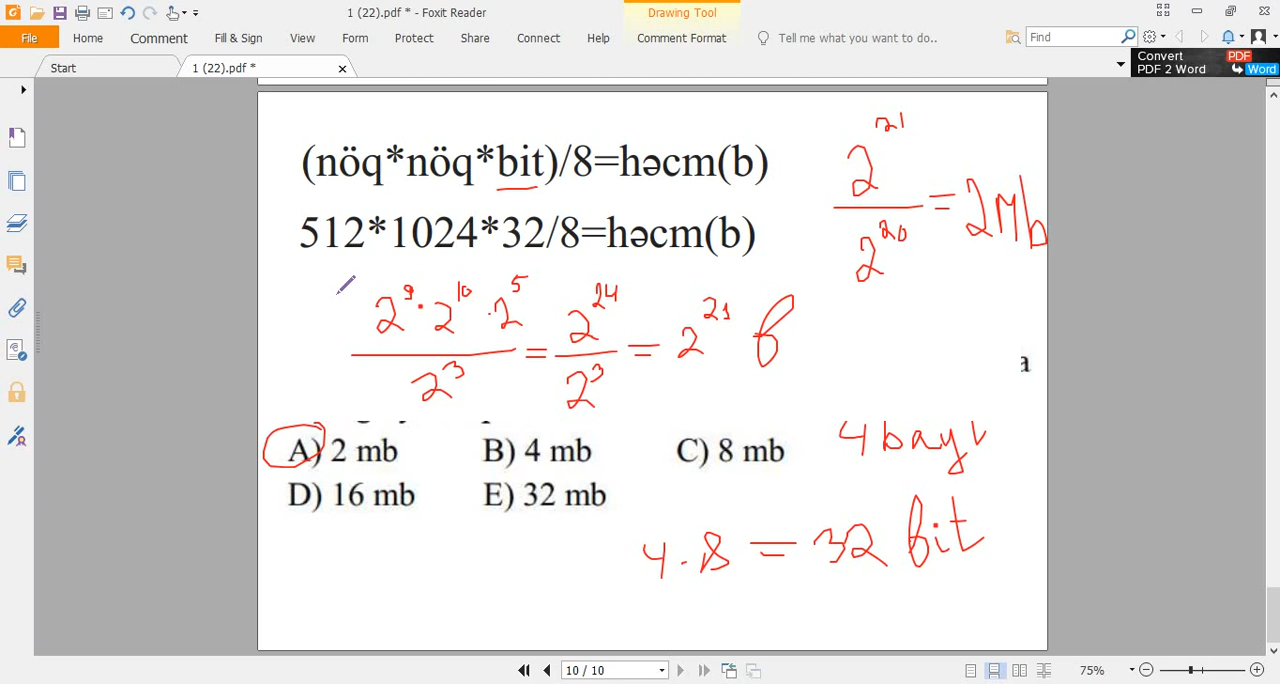 1 (22).pdf * - Foxit Reader
Drawing Tool
File Home Comment Fill & Sign View Form Protect Share Connect Help Comment Format Tell me what you want to do.. Find
Start 1 (22).pdf *
Convert PDF
PDF 2 Word Word
(nöq*nöq*bit)/8=həcm(b)
512*1024*32/8=həcm(b)
2^21 / 2^20 = 2Mb
2^9 · 2^10 · 2^5 / 2^3 = 2^24 / 2^3 = 2^21 b
a
A) 2 mb B) 4 mb C) 8 mb
D) 16 mb E) 32 mb
4 bayt
4 · 8 = 32 bit
10 / 10
75%